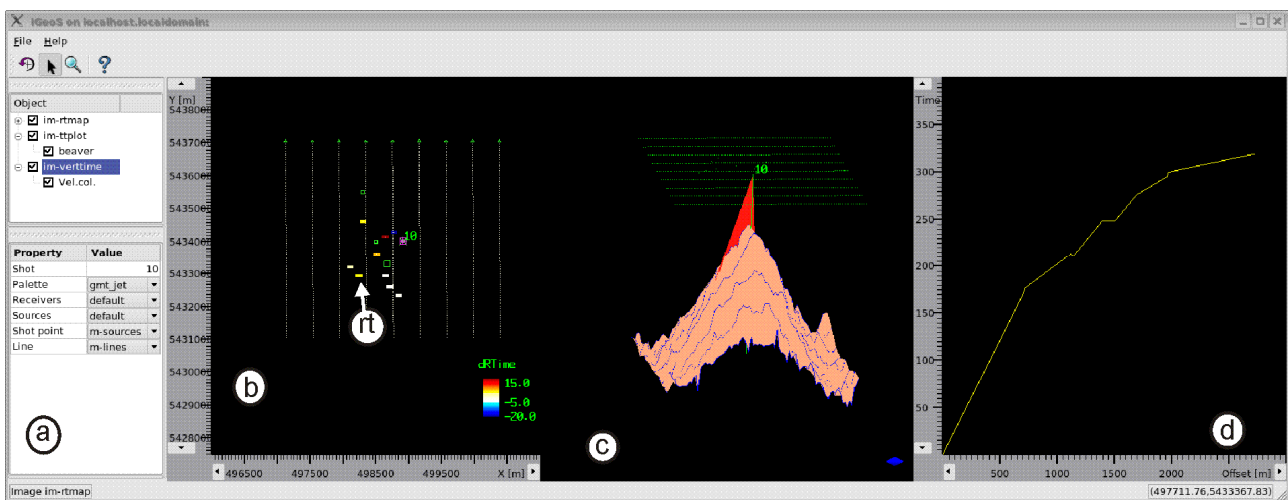 iGeoS on localhost.localdomain:
File Help
Object
im-rtmap
im-ttplot
beaver
im-verttime
Vel.col.
Property Value
Shot 10
Palette gmt_jet
Receivers default
Sources default
Shot point m-sources
Line m-lines
a
Y [m]
5438000
5437000
5436000
5435000
5434000
5433000
5431000
5430000
5429000
10
rt
b
dRTime
15.0
-5.0
-20.0
496500 497500 498500 499500 X [m]
10
c
Time
350
300
250
200
150
100
50
d
500 1000 1500 2000 Offset [m]
Image im-rtmap
(497711.76,5433367.83)